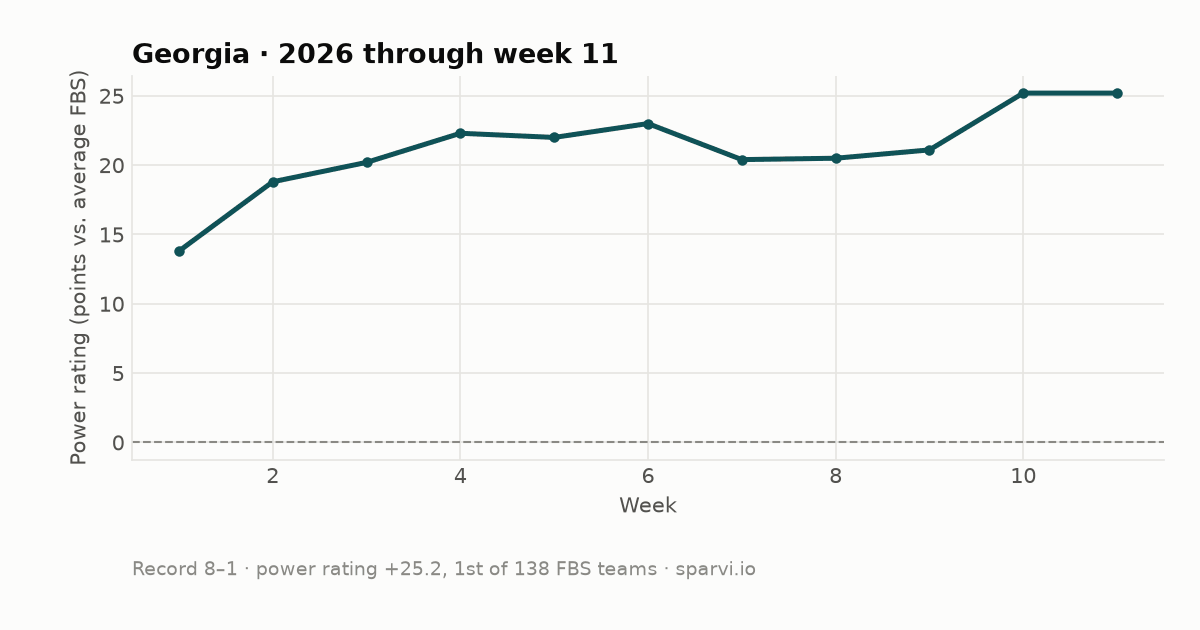 Georgia · 2026 through week 11
Power rating (points vs. average FBS)
25
20
15
10
5
0
2 4 6 8 10
Week
Record 8–1 · power rating +25.2, 1st of 138 FBS teams · sparvi.io